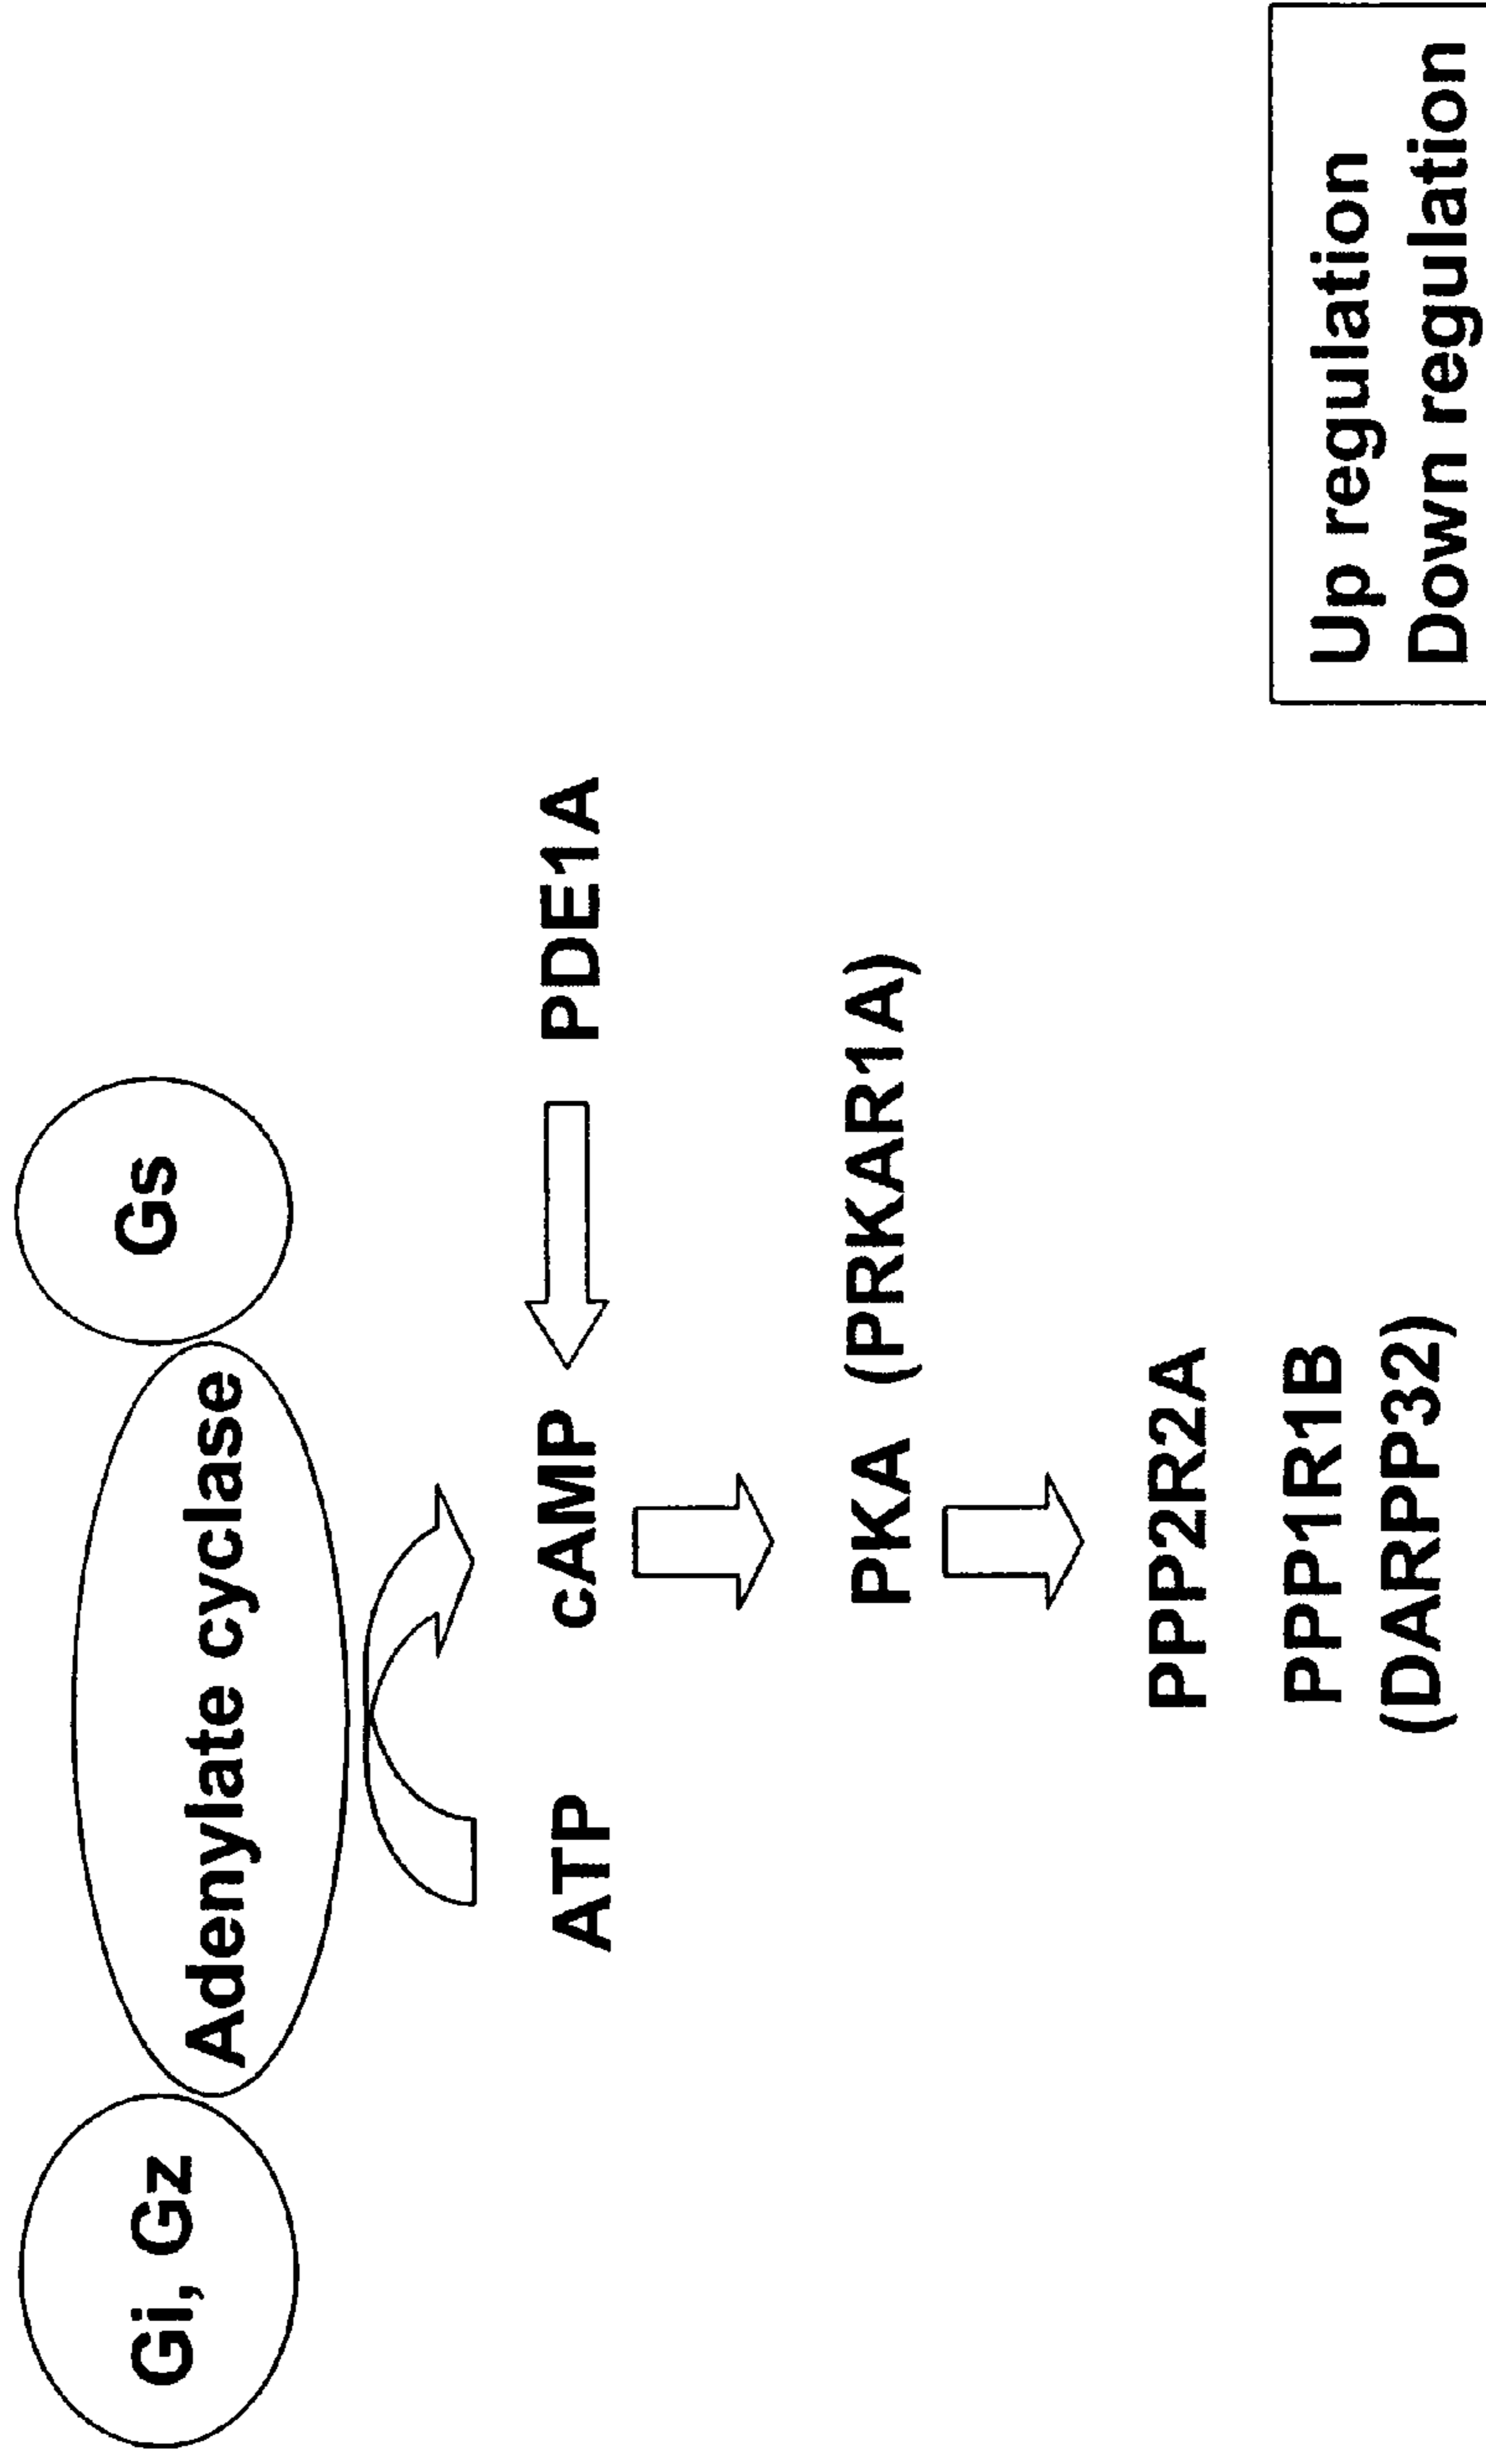 Gi, Gz
Adenylate cyclase
Gs
ATP
cAMP
PDE1A
PKA (PRKAR1A)
PPP2R2A
PPP1R1B
(DARPP32)
Up regulation
Down regulation